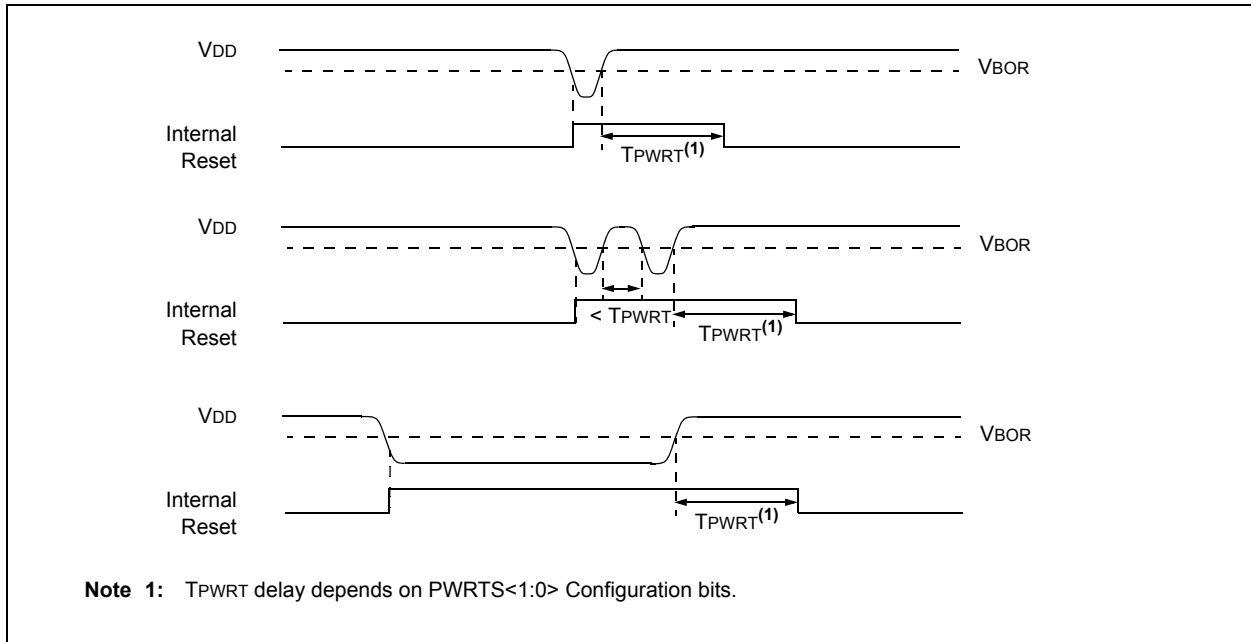 VDD
VBOR
Internal
Reset
TPWRT(1)
VDD
VBOR
Internal
Reset
< TPWRT
TPWRT(1)
VDD
VBOR
Internal
Reset
TPWRT(1)
Note 1: TPWRT delay depends on PWRTS<1:0> Configuration bits.